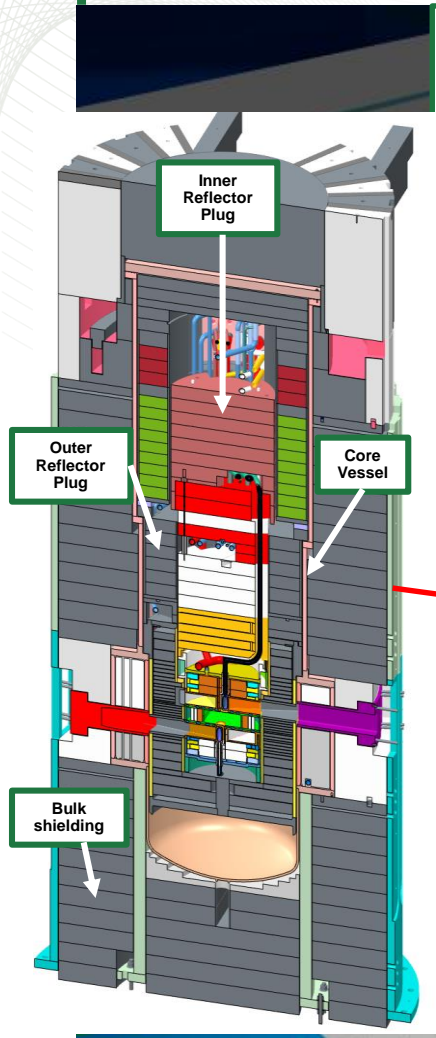 Inner
Reflector
Plug
Outer
Reflector
Plug
Core
Vessel
Bulk
shielding